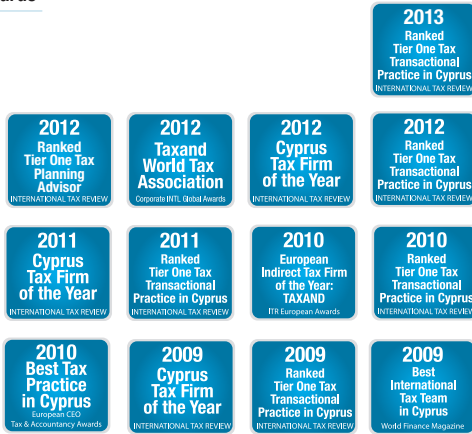 2013
Ranked
Tier One Tax
Transactional
Practice in Cyprus
INTERNATIONAL TAX REVIEW
2012
Ranked
Tier One Tax
Planning
Advisor
INTERNATIONAL TAX REVIEW
2012
Taxand
World Tax
Association
Corporate INTL Global Awards
2012
Cyprus
Tax Firm
of the Year
INTERNATIONAL TAX REVIEW
2012
Ranked
Tier One Tax
Transactional
Practice in Cyprus
INTERNATIONAL TAX REVIEW
2011
Cyprus
Tax Firm
of the Year
INTERNATIONAL TAX REVIEW
2011
Ranked
Tier One Tax
Transactional
Practice in Cyprus
INTERNATIONAL TAX REVIEW
2010
European
Indirect Tax Firm
of the Year:
TAXAND
ITR European Awards
2010
Ranked
Tier One Tax
Transactional
Practice in Cyprus
INTERNATIONAL TAX REVIEW
2010
Best Tax
Practice
in Cyprus
European CEO
Tax & Accountancy Awards
2009
Cyprus
Tax Firm
of the Year
INTERNATIONAL TAX REVIEW
2009
Ranked
Tier One Tax
Transactional
Practice in Cyprus
INTERNATIONAL TAX REVIEW
2009
Best
International
Tax Team
in Cyprus
World Finance Magazine